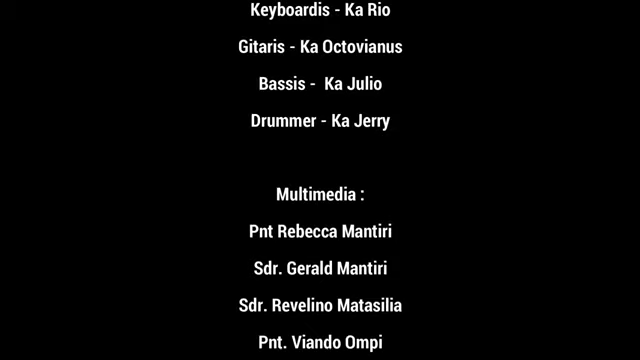 Keyboardis - Ka Rio
Gitaris - Ka Octovianus
Bassis - Ka Julio
Drummer - Ka Jerry
Multimedia :
Pnt Rebecca Mantiri
Sdr. Gerald Mantiri
Sdr. Revelino Matasilia
Pnt. Viando Ompi